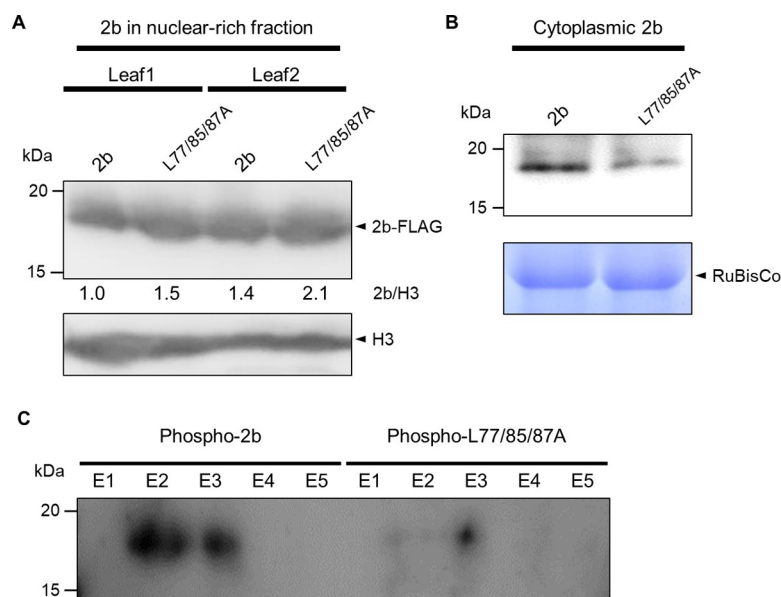 A
2b in nuclear-rich fraction
Leaf1 Leaf2
kDa 2b L77/85/87A 2b L77/85/87A
20
2b-FLAG
15
1.0 1.5 1.4 2.1 2b/H3
H3
B
Cytoplasmic 2b
kDa 2b L77/85/87A
20
15
RuBisCo
C
Phospho-2b Phospho-L77/85/87A
kDa E1 E2 E3 E4 E5 E1 E2 E3 E4 E5
20
15